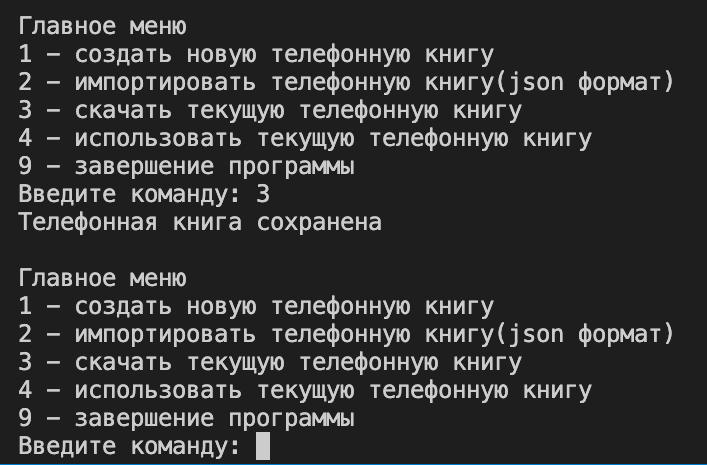 Главное меню
1 – создать новую телефонную книгу
2 – импортировать телефонную книгу(json формат)
3 – скачать текущую телефонную книгу
4 – использовать текущую телефонную книгу
9 – завершение программы
Введите команду: 3
Телефонная книга сохранена

Главное меню
1 – создать новую телефонную книгу
2 – импортировать телефонную книгу(json формат)
3 – скачать текущую телефонную книгу
4 – использовать текущую телефонную книгу
9 – завершение программы
Введите команду: